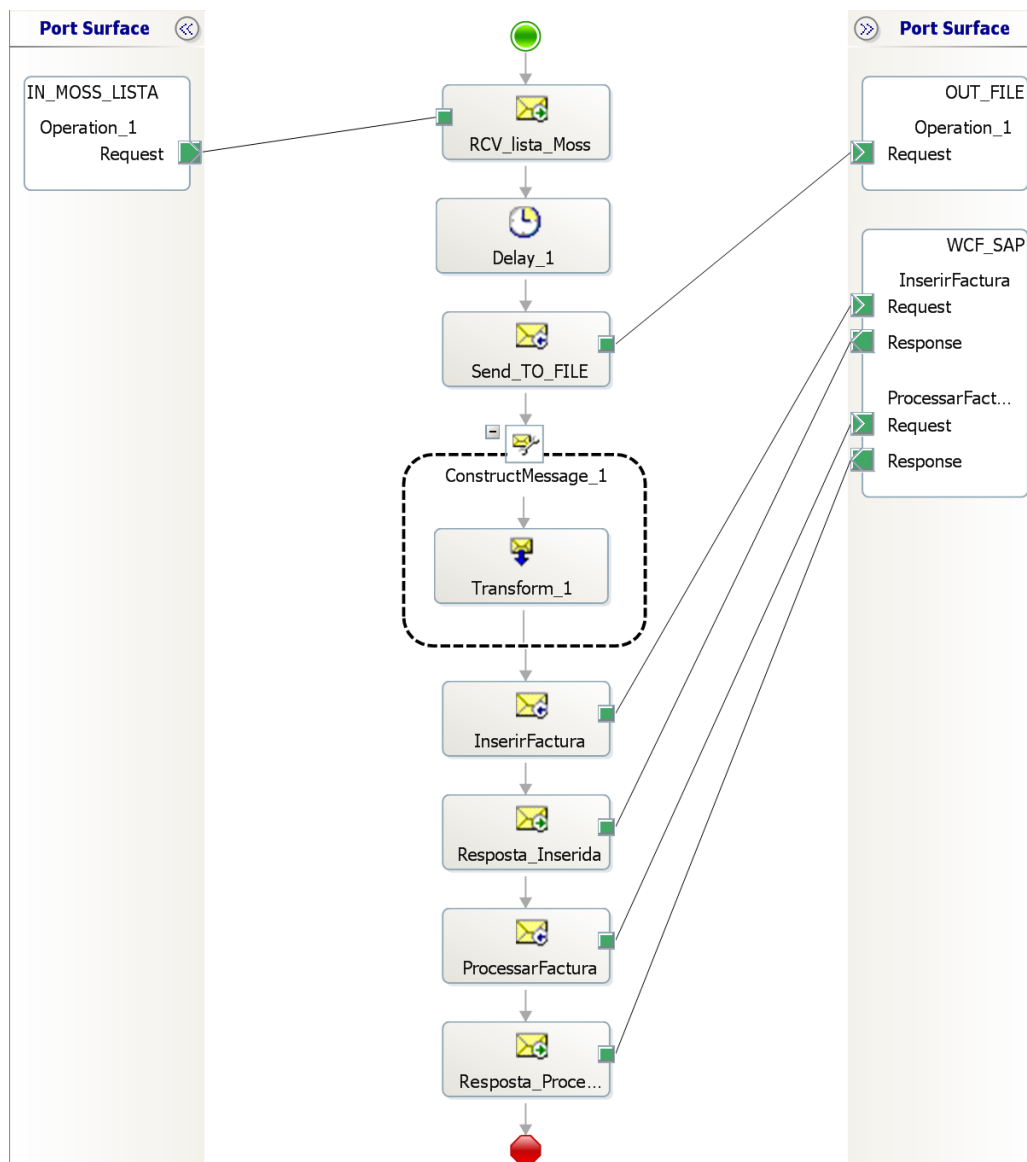 Port Surface
IN_MOSS_LISTA
Operation_1
Request
RCV_lista_Moss
Delay_1
Send_TO_FILE
ConstructMessage_1
Transform_1
InserirFactura
Resposta_Inserida
ProcessarFactura
Resposta_Proce...
Port Surface
OUT_FILE
Operation_1
Request
WCF_SAP
InserirFactura
Request
Response
ProcessarFact...
Request
Response